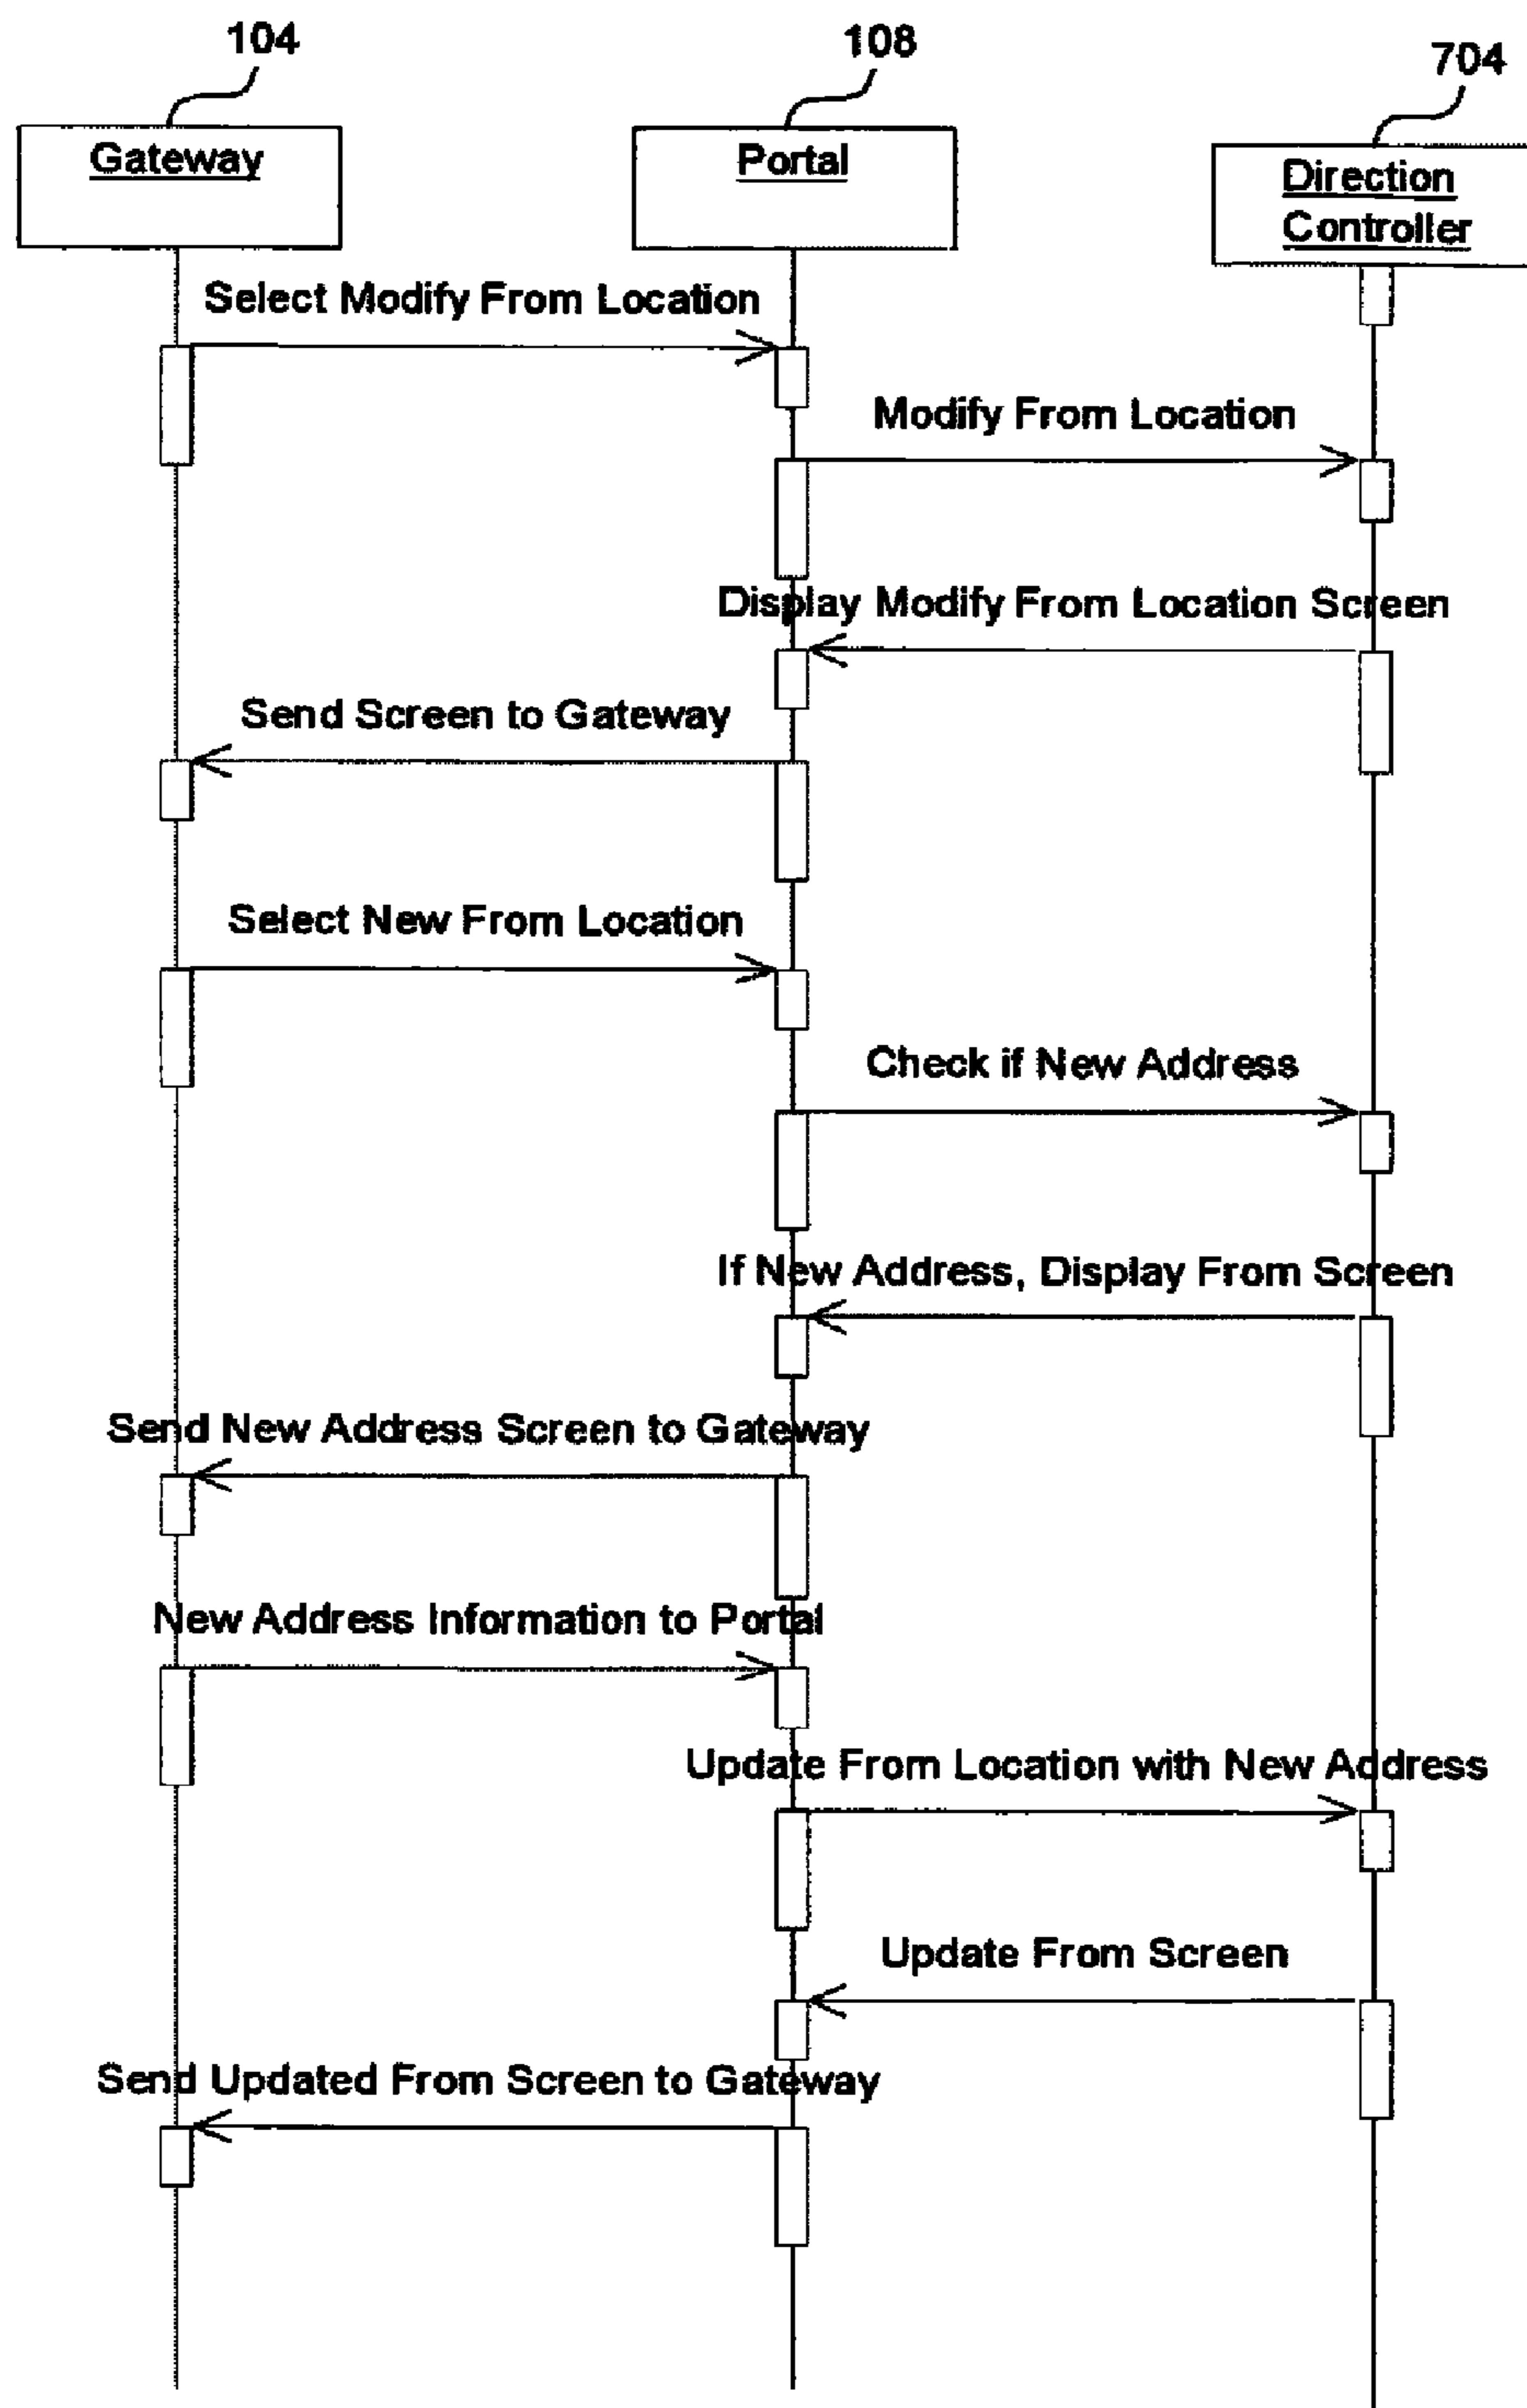 104
108
704
Gateway
Portal
Direction
Controller
Select Modify From Location
Modify From Location
Display Modify From Location Screen
Send Screen to Gateway
Select New From Location
Check if New Address
If New Address, Display From Screen
Send New Address Screen to Gateway
New Address Information to Portal
Update From Location with New Address
Update From Screen
Send Updated From Screen to Gateway